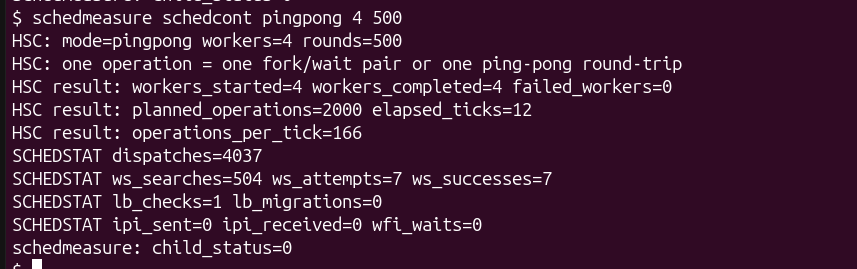 $ schedmeasure schedcont pingpong 4 500
HSC: mode=pingpong workers=4 rounds=500
HSC: one operation = one fork/wait pair or one ping-pong round-trip
HSC result: workers_started=4 workers_completed=4 failed_workers=0
HSC result: planned_operations=2000 elapsed_ticks=12
HSC result: operations_per_tick=166
SCHEDSTAT dispatches=4037
SCHEDSTAT ws_searches=504 ws_attempts=7 ws_successes=7
SCHEDSTAT lb_checks=1 lb_migrations=0
SCHEDSTAT ipi_sent=0 ipi_received=0 wfi_waits=0
schedmeasure: child_status=0
$